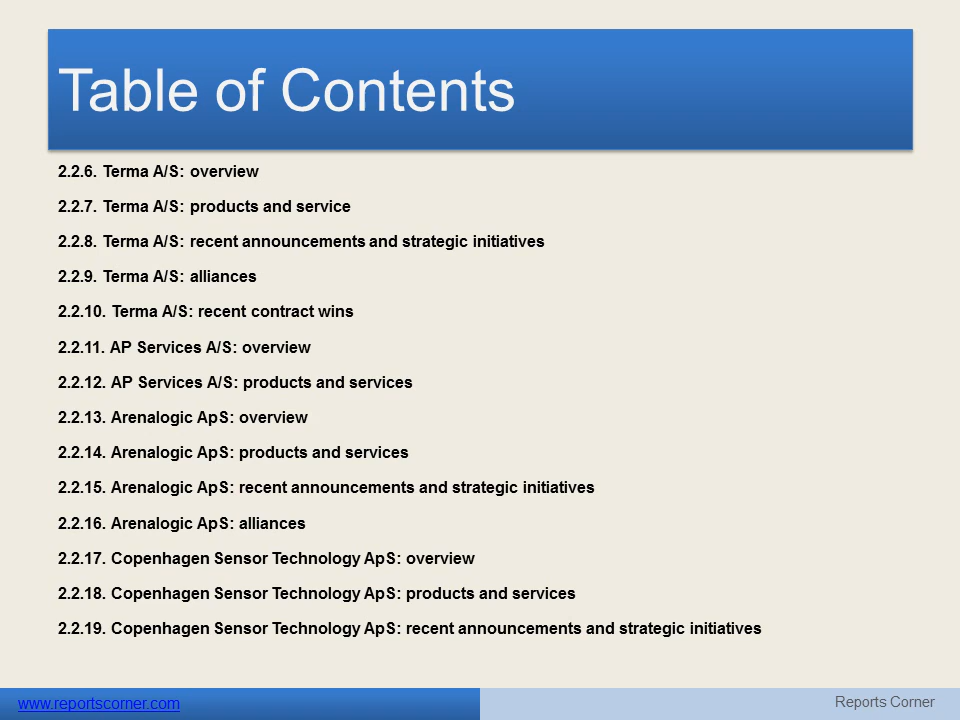 Table of Contents
2.2.6. Terma A/S: overview
2.2.7. Terma A/S: products and service
2.2.8. Terma A/S: recent announcements and strategic initiatives
2.2.9. Terma A/S: alliances
2.2.10. Terma A/S: recent contract wins
2.2.11. AP Services A/S: overview
2.2.12. AP Services A/S: products and services
2.2.13. Arenalogic ApS: overview
2.2.14. Arenalogic ApS: products and services
2.2.15. Arenalogic ApS: recent announcements and strategic initiatives
2.2.16. Arenalogic ApS: alliances
2.2.17. Copenhagen Sensor Technology ApS: overview
2.2.18. Copenhagen Sensor Technology ApS: products and services
2.2.19. Copenhagen Sensor Technology ApS: recent announcements and strategic initiatives
www.reportscorner.com
Reports Corner